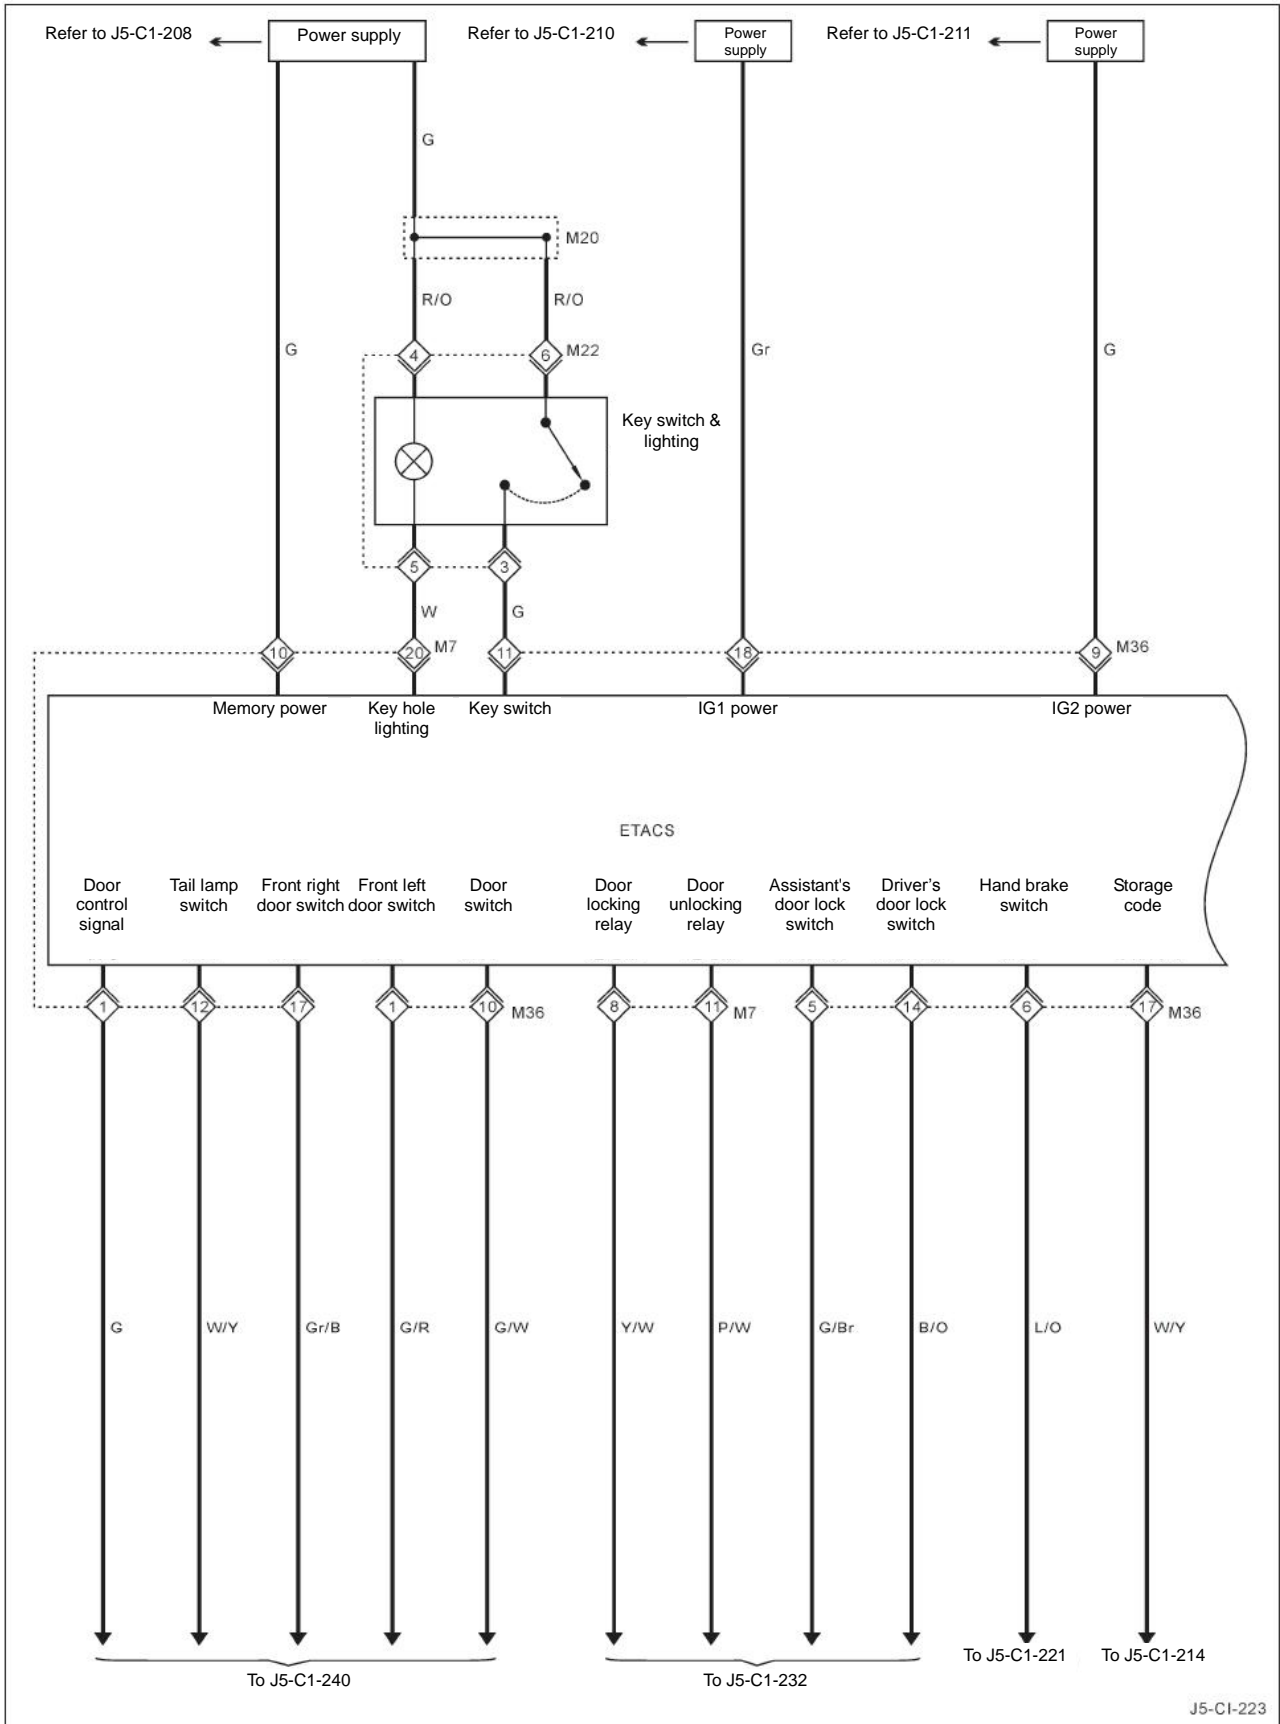 Refer to J5-C1-208
Power supply
Refer to J5-C1-210
Power
supply
Refer to J5-C1-211
Power
supply
G
M20
R/O
R/O
G
4
6
M22
Gr
G
Key switch &
lighting
5
3
W
G
10
20
M7
11
18
9
M36
Memory power
Key hole
lighting
Key switch
IG1 power
IG2 power
ETACS
Door
control
signal
Tail lamp
switch
Front right
door switch
Front left
door switch
Door
switch
Door
locking
relay
Door
unlocking
relay
Assistant's
door lock
switch
Driver's
door lock
switch
Hand brake
switch
Storage
code
1
12
17
1
10
M36
8
11
M7
5
14
6
17
M36
G
W/Y
Gr/B
G/R
G/W
Y/W
P/W
G/Br
B/O
L/O
W/Y
To J5-C1-240
To J5-C1-232
To J5-C1-221
To J5-C1-214
J5-CI-223